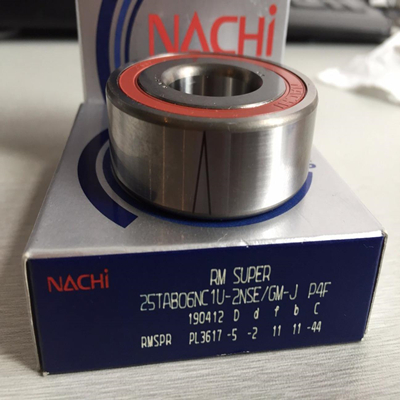 NACHi
NACHi
RM SUPER
25TAB06NC1U-2NSE/GM-J P4F
190412 D d f b C
RMSPR PL3617 -5 -2 11 11 -44